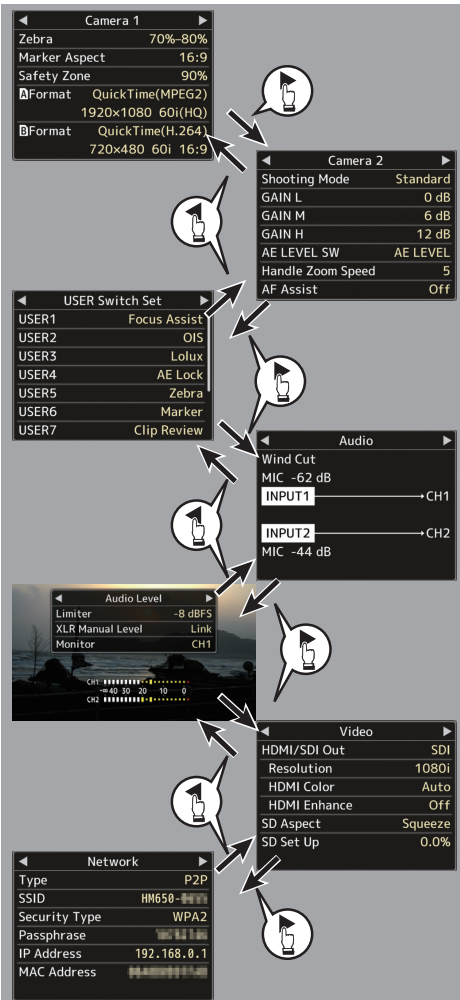 Camera 1
Zebra 70%–80%
Marker Aspect 16:9
Safety Zone 90%
A Format QuickTime(MPEG2)
1920×1080 60i(HQ)
B Format QuickTime(H.264)
720×480 60i 16:9
Camera 2
Shooting Mode Standard
GAIN L 0 dB
GAIN M 6 dB
GAIN H 12 dB
AE LEVEL SW AE LEVEL
Handle Zoom Speed 5
AF Assist Off
USER Switch Set
USER1 Focus Assist
USER2 OIS
USER3 Lolux
USER4 AE Lock
USER5 Zebra
USER6 Marker
USER7 Clip Review
Audio
Wind Cut
MIC -62 dB
INPUT1 CH1
INPUT2 CH2
MIC -44 dB
Audio Level
Limiter -8 dBFS
XLR Manual Level Link
Monitor CH1
CH1
-∞ 40 30 20 10 0
CH2
Video
HDMI/SDI Out SDI
Resolution 1080i
HDMI Color Auto
HDMI Enhance Off
SD Aspect Squeeze
SD Set Up 0.0%
Network
Type P2P
SSID HM650-
Security Type WPA2
Passphrase
IP Address 192.168.0.1
MAC Address